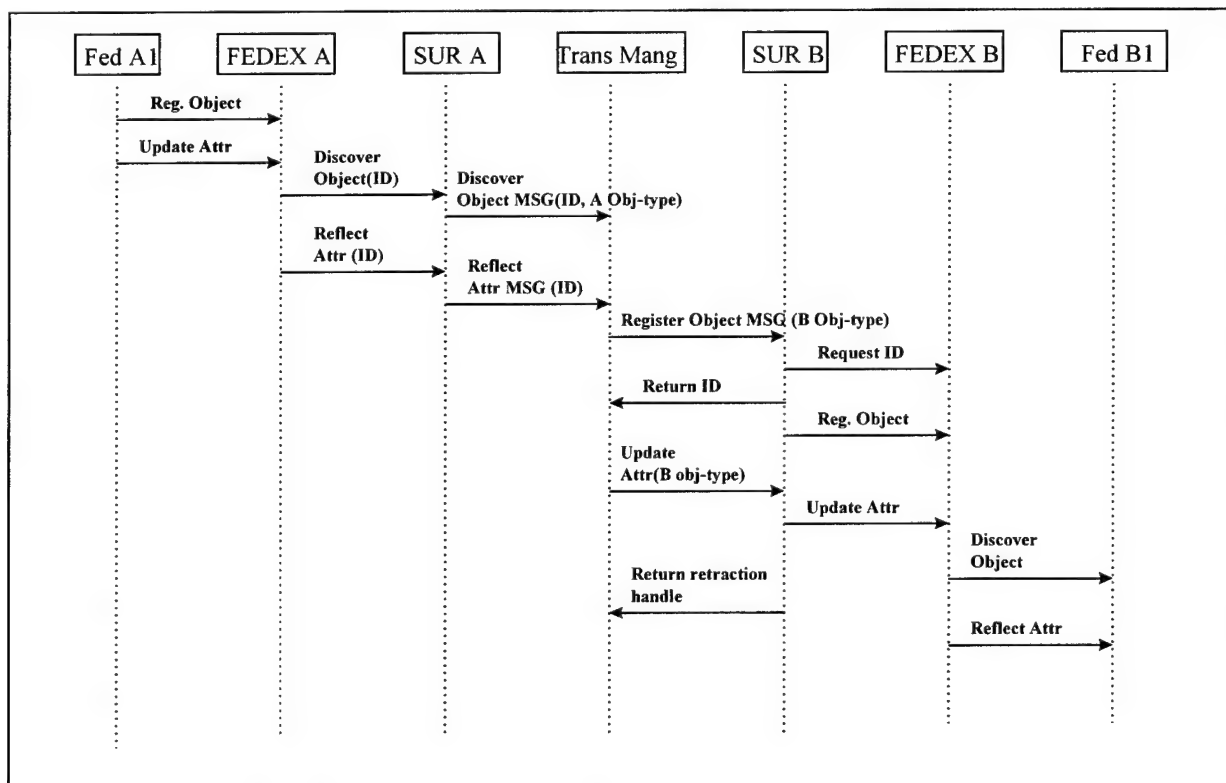 Fed A1
FEDEX A
SUR A
Trans Mang
SUR B
FEDEX B
Fed B1
Reg. Object
Update Attr
Discover
Object(ID)
Discover
Object MSG(ID, A Obj-type)
Reflect
Attr (ID)
Reflect
Attr MSG (ID)
Register Object MSG (B Obj-type)
Request ID
Return ID
Reg. Object
Update
Attr(B obj-type)
Update Attr
Discover
Object
Return retraction
handle
Reflect Attr